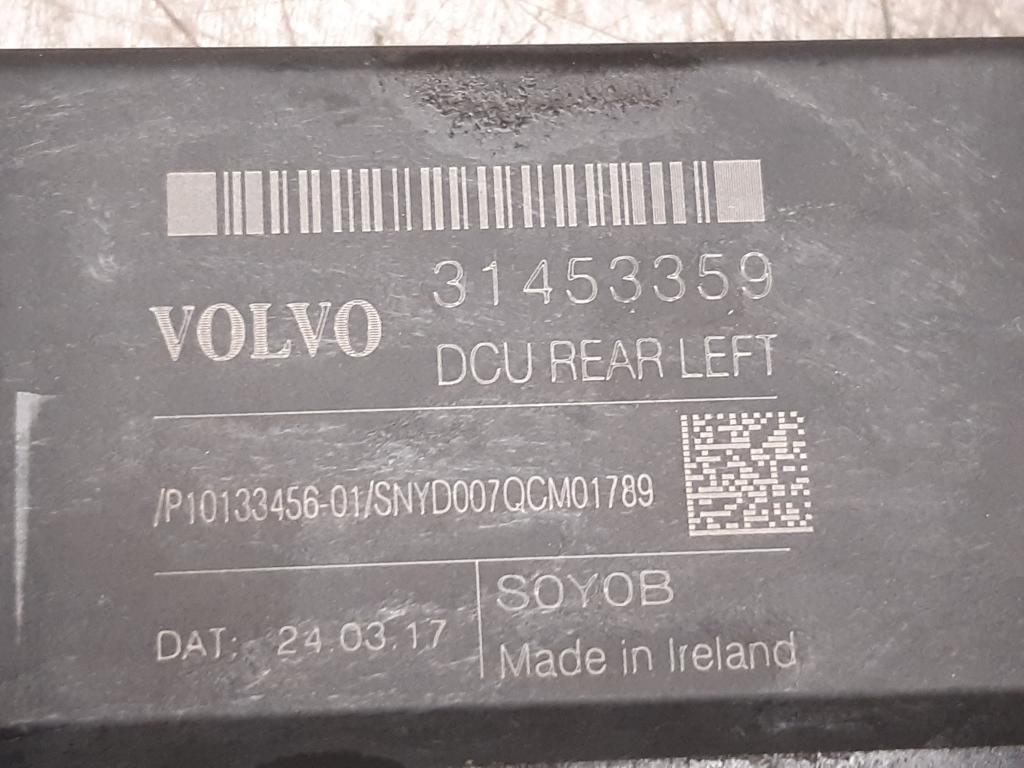 31453359
VOLVO
DCU REAR LEFT
/P10133456-01/SNYD007QCM01789
DAT: 24.03.17
SOYOB
Made in Ireland